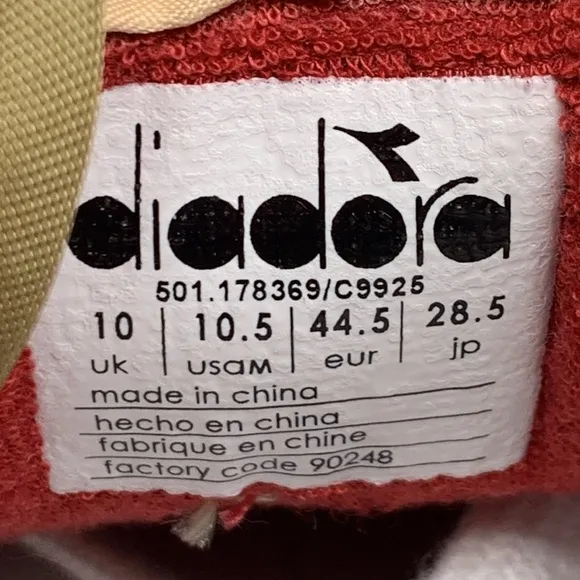 diadora
501.178369/C9925
10 | 10.5 | 44.5 | 28.5
uk | usam | eur | jp
made in china
hecho en china
fabrique en chine
factory code 90248